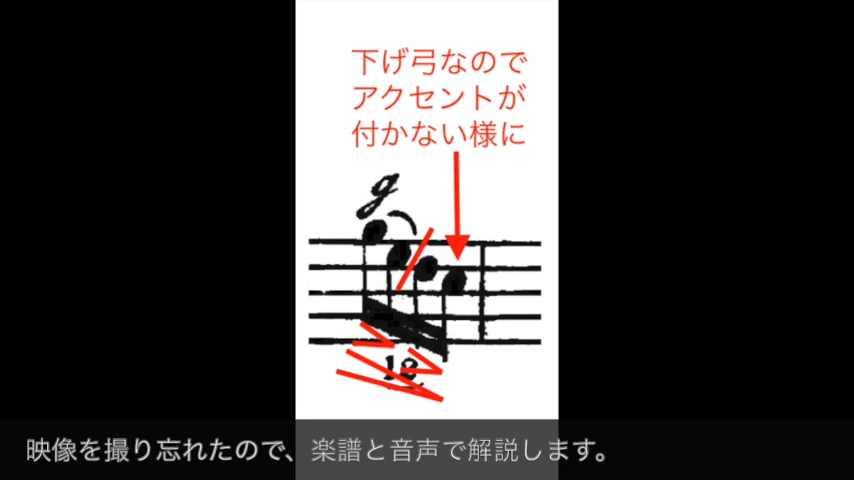 下げ弓なので
アクセントが
付かない様に
18
映像を撮り忘れたので、楽譜と音声で解説します。